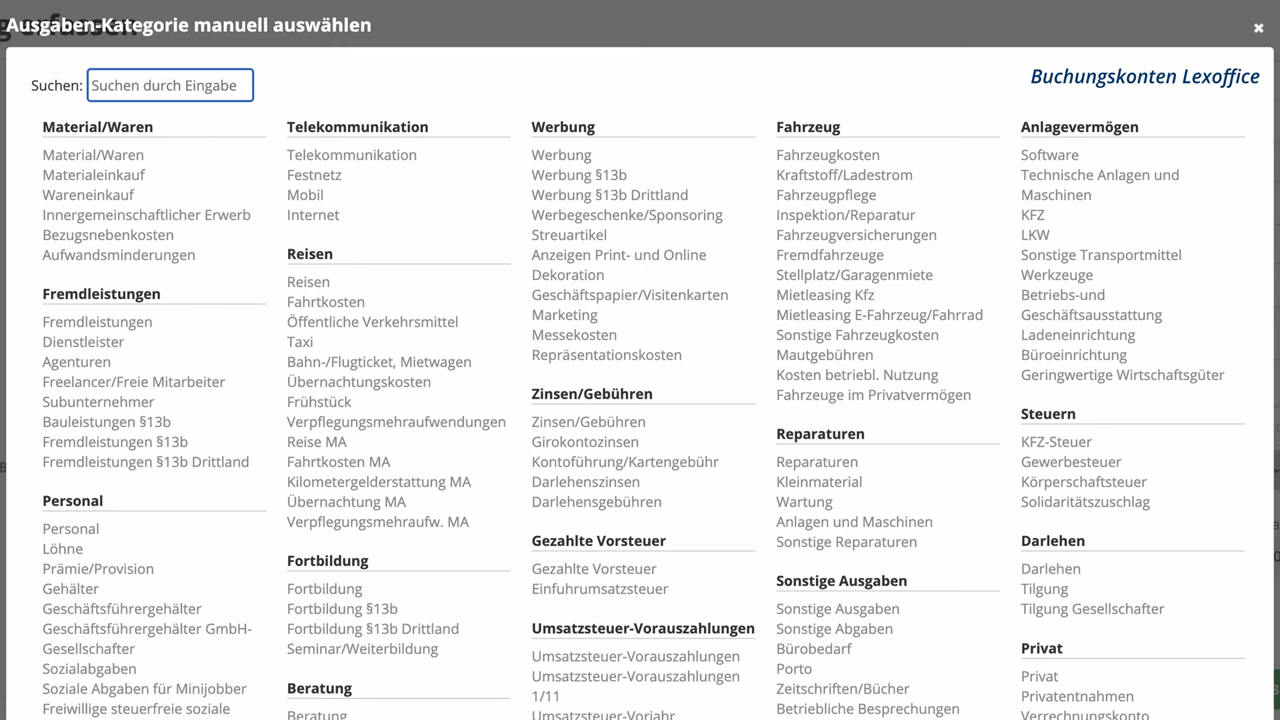 Ausgaben-Kategorie manuell auswählen
Suchen: Suchen durch Eingabe
Buchungskonten Lexoffice
Material/Waren
Material/Waren
Materialeinkauf
Wareneinkauf
Innergemeinschaftlicher Erwerb
Bezugsnebenkosten
Aufwandsminderungen
Fremdleistungen
Fremdleistungen
Dienstleister
Agenturen
Freelancer/Freie Mitarbeiter
Subunternehmer
Bauleistungen §13b
Fremdleistungen §13b
Fremdleistungen §13b Drittland
Personal
Personal
Löhne
Prämie/Provision
Gehälter
Geschäftsführergehälter
Geschäftsführergehälter GmbH-
Gesellschafter
Sozialabgaben
Soziale Abgaben für Minijobber
Freiwillige steuerfreie soziale
Telekommunikation
Telekommunikation
Festnetz
Mobil
Internet
Reisen
Reisen
Fahrtkosten
Öffentliche Verkehrsmittel
Taxi
Bahn-/Flugticket, Mietwagen
Übernachtungskosten
Frühstück
Verpflegungsmehraufwendungen
Reise MA
Fahrtkosten MA
Kilometergelderstattung MA
Übernachtung MA
Verpflegungsmehraufw. MA
Fortbildung
Fortbildung
Fortbildung §13b
Fortbildung §13b Drittland
Seminar/Weiterbildung
Beratung
Beratung
Werbung
Werbung
Werbung §13b
Werbung §13b Drittland
Werbegeschenke/Sponsoring
Streuartikel
Anzeigen Print- und Online
Dekoration
Geschäftspapier/Visitenkarten
Marketing
Messekosten
Repräsentationskosten
Zinsen/Gebühren
Zinsen/Gebühren
Girokontozinsen
Kontoführung/Kartengebühr
Darlehenszinsen
Darlehensgebühren
Gezahlte Vorsteuer
Gezahlte Vorsteuer
Einfuhrumsatzsteuer
Umsatzsteuer-Vorauszahlungen
Umsatzsteuer-Vorauszahlungen
Umsatzsteuer-Vorauszahlungen
1/11
Umsatzsteuer-Vorjahr
Fahrzeug
Fahrzeugkosten
Kraftstoff/Ladestrom
Fahrzeugpflege
Inspektion/Reparatur
Fahrzeugversicherungen
Fremdfahrzeuge
Stellplatz/Garagenmiete
Mietleasing Kfz
Mietleasing E-Fahrzeug/Fahrrad
Sonstige Fahrzeugkosten
Mautgebühren
Kosten betriebl. Nutzung
Fahrzeuge im Privatvermögen
Reparaturen
Reparaturen
Kleinmaterial
Wartung
Anlagen und Maschinen
Sonstige Reparaturen
Sonstige Ausgaben
Sonstige Ausgaben
Sonstige Abgaben
Bürobedarf
Porto
Zeitschriften/Bücher
Betriebliche Besprechungen
Anlagevermögen
Software
Technische Anlagen und
Maschinen
KFZ
LKW
Sonstige Transportmittel
Werkzeuge
Betriebs-und
Geschäftsausstattung
Ladeneinrichtung
Büroeinrichtung
Geringwertige Wirtschaftsgüter
Steuern
KFZ-Steuer
Gewerbesteuer
Körperschaftsteuer
Solidaritätszuschlag
Darlehen
Darlehen
Tilgung
Tilgung Gesellschafter
Privat
Privat
Privatentnahmen
Verrechnungskonto